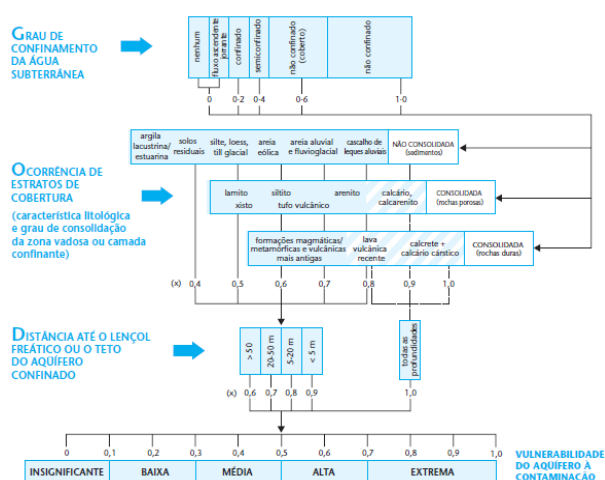 GRAU DE
CONFINAMENTO
DA ÁGUA
SUBTERRÂNEA
nenhum
fluxo ascendente
jorrante
confinado
semiconfinado
não confinado
(coberto)
não confinado
0
0·2
0·4
0·6
1·0
OCORRÊNCIA DE
ESTRATOS DE
COBERTURA
(característica litológica
e grau de consolidação
da zona vadosa ou camada
confinante)
argila
lacustrina/
estuarina
solos
residuais
silte, loess,
till glacial
areia
eólica
areia aluvial
e fluvioglacial
cascalho de
leques aluviais
NÃO CONSOLIDADA
(sedimentos)
lamito
xisto
siltito
tufo vulcânico
arenito
calcário,
calcarenito
CONSOLIDADA
(rochas porosas)
formações magmáticas/
metamórficas e vulcânicas
mais antigas
lava
vulcânica
recente
calcrete +
calcário cárstico
CONSOLIDADA
(rochas duras)
(x) 0,4 0,5 0,6 0,7 0,8 0,9 1,0
DISTÂNCIA ATÉ O LENÇOL
FREÁTICO OU O TETO
DO AQÜÍFERO
CONFINADO
> 50
20-50 m
5-20 m
< 5 m
todas as
profundidades
(x) 0,6 0,7 0,8 0,9 1,0
0 0,1 0,2 0,3 0,4 0,5 0,6 0,7 0,8 0,9 1,0
INSIGNIFICANTE BAIXA MÉDIA ALTA EXTREMA
VULNERABILIDADE
DO AQÜÍFERO À
CONTAMINAÇÃO